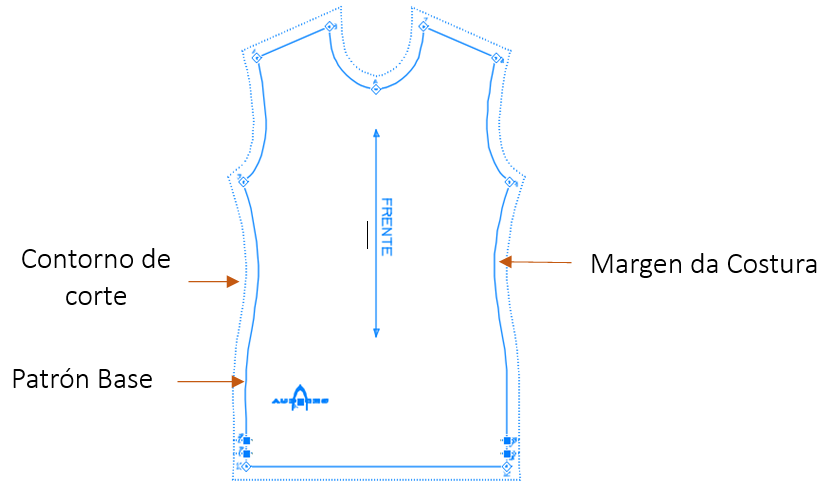 FRENTE
Contorno de
corte
Margen da Costura
Patrón Base